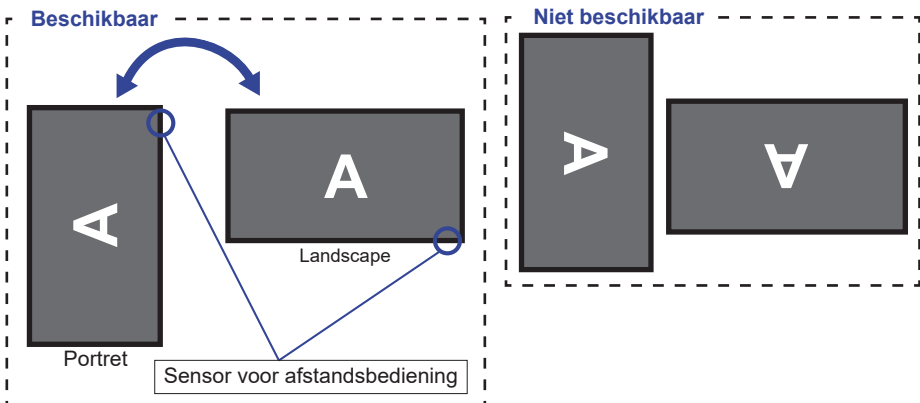 Beschikbaar
A
Portret
A
Landscape
Sensor voor afstandsbediening
Niet beschikbaar
A
A